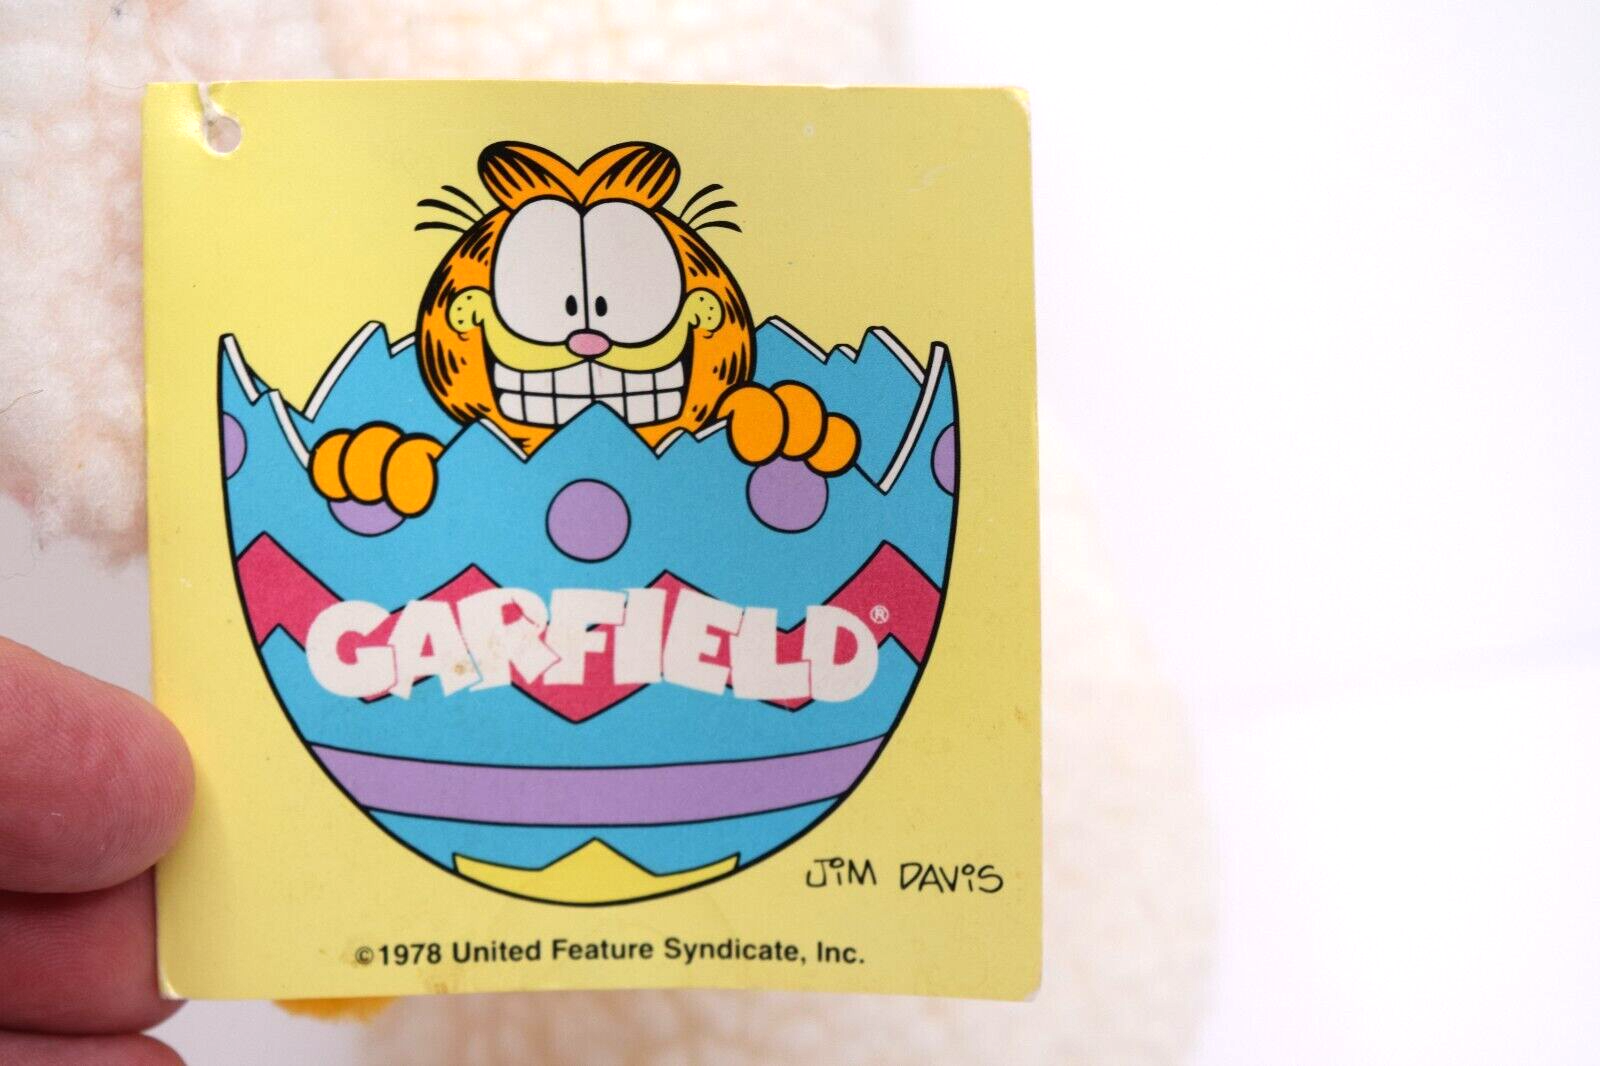 GARFIELD®
JiM DAViS
©1978 United Feature Syndicate, Inc.